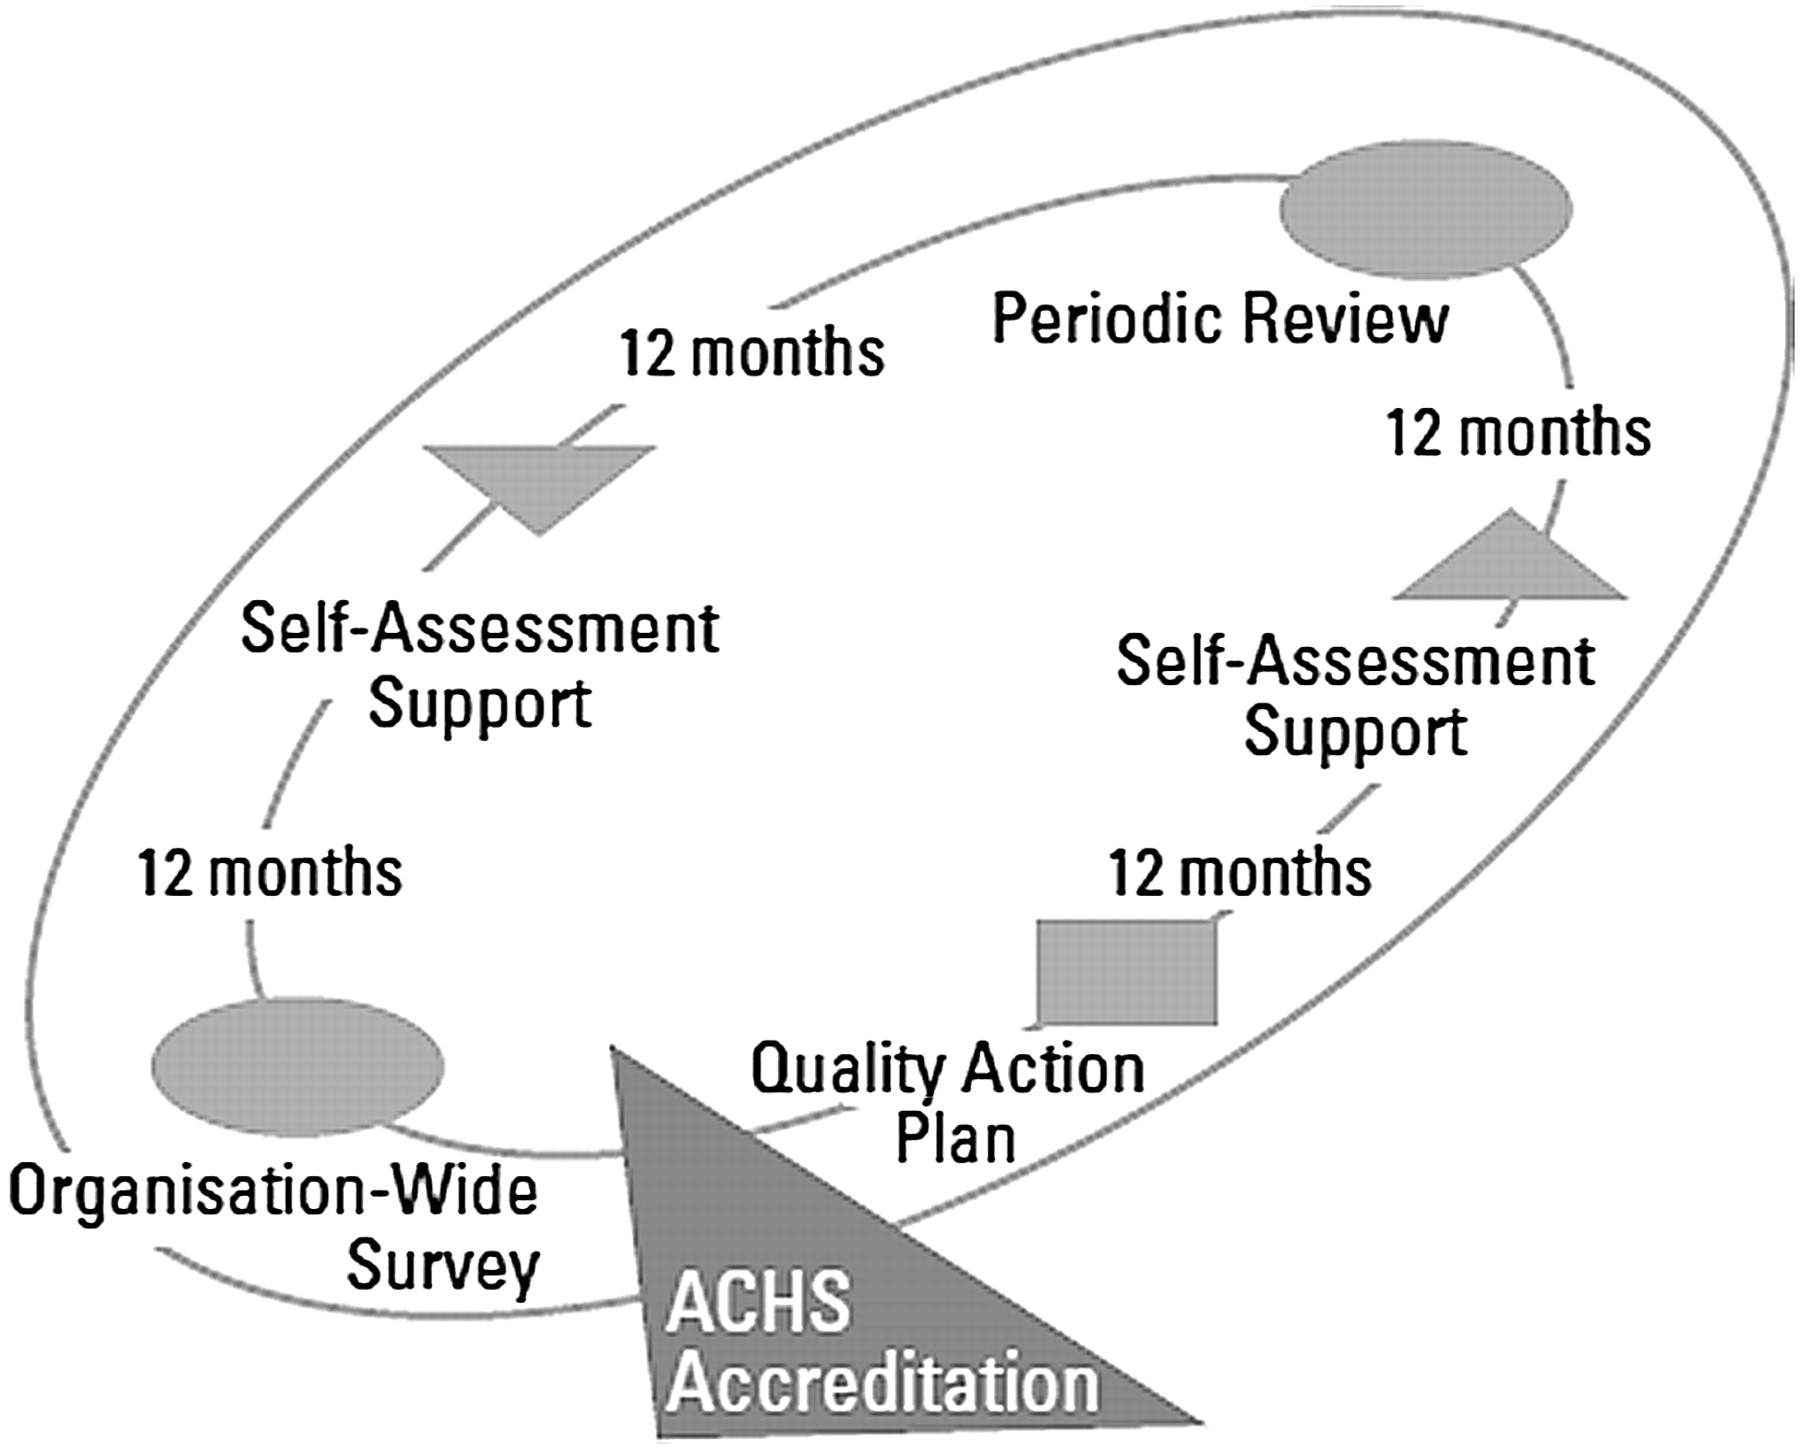 Periodic Review
12 months
12 months
Self-Assessment
Support
Self-Assessment
Support
12 months
12 months
Quality Action
Plan
Organisation-Wide
Survey
ACHS
Accreditation